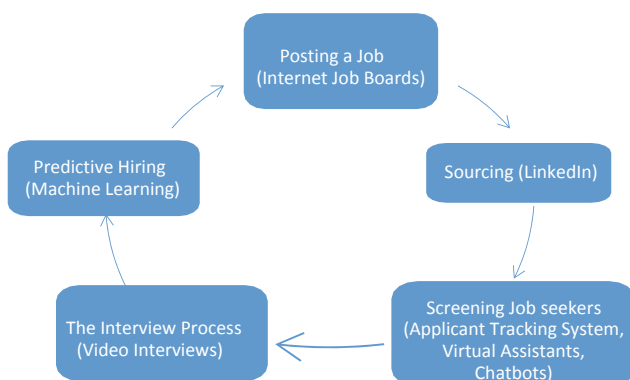 Posting a Job
(Internet Job Boards)
Sourcing (LinkedIn)
Screening Job seekers
(Applicant Tracking System,
Virtual Assistants,
Chatbots)
The Interview Process
(Video Interviews)
Predictive Hiring
(Machine Learning)